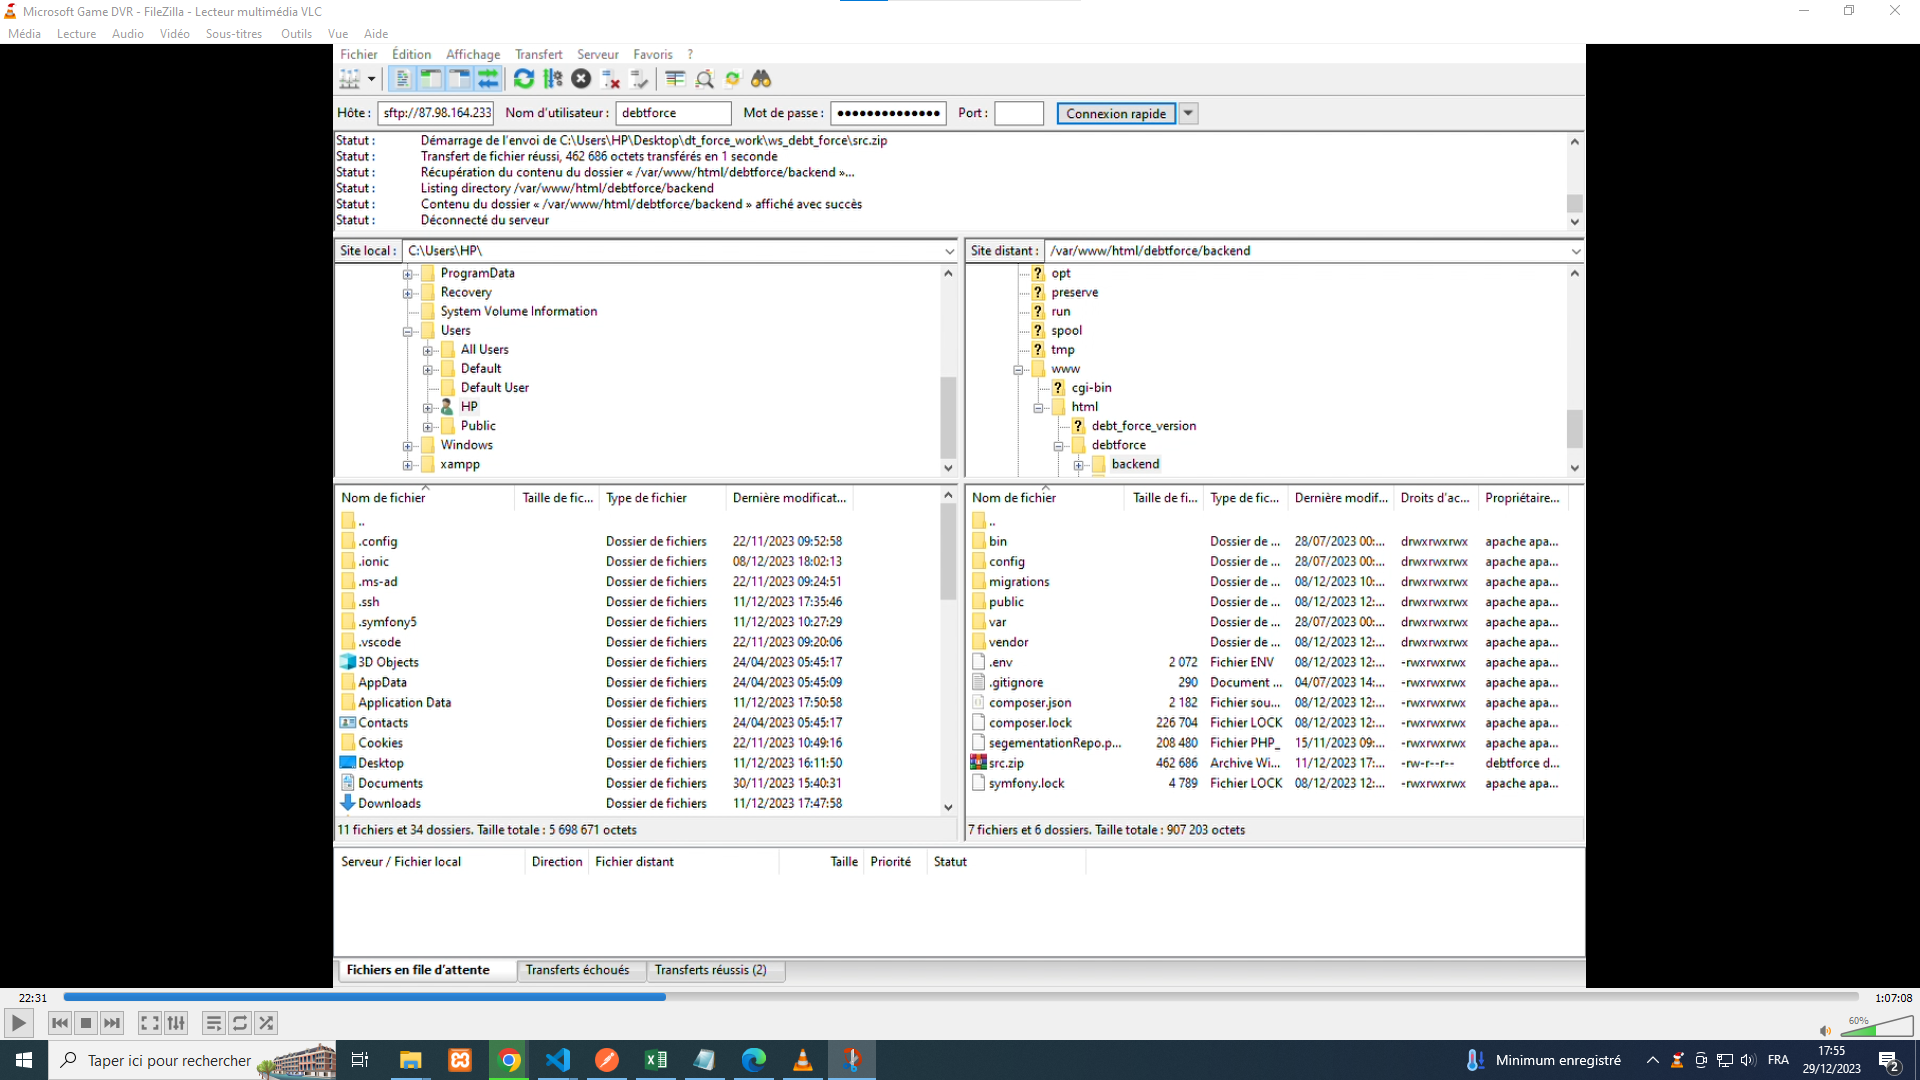 Microsoft Game DVR - FileZilla - Lecteur multimédia VLC
Média Lecture Audio Vidéo Sous-titres Outils Vue Aide
Fichier Édition Affichage Transfert Serveur Favoris ?
Hôte : sftp://87.98.164.233 Nom d'utilisateur : debtforce Mot de passe : ●●●●●●●●●●●●●● Port : Connexion rapide
Statut : Démarrage de l'envoi de C:\Users\HP\Desktop\dt_force_work\ws_debt_force\src.zip
Statut : Transfert de fichier réussi, 462 686 octets transférés en 1 seconde
Statut : Récupération du contenu du dossier « /var/www/html/debtforce/backend »...
Statut : Listing directory /var/www/html/debtforce/backend
Statut : Contenu du dossier « /var/www/html/debtforce/backend » affiché avec succès
Statut : Déconnecté du serveur
Site local : C:\Users\HP\
ProgramData
Recovery
System Volume Information
Users
All Users
Default
Default User
HP
Public
Windows
xampp
Site distant : /var/www/html/debtforce/backend
? opt
? preserve
? run
? spool
? tmp
www
? cgi-bin
html
? debt_force_version
debtforce
backend
Nom de fichier Taille de fic... Type de fichier Dernière modificat...
..
.config Dossier de fichiers 22/11/2023 09:52:58
.ionic Dossier de fichiers 08/12/2023 18:02:13
.ms-ad Dossier de fichiers 22/11/2023 09:24:51
.ssh Dossier de fichiers 11/12/2023 17:35:46
.symfony5 Dossier de fichiers 11/12/2023 10:27:29
.vscode Dossier de fichiers 22/11/2023 09:20:06
3D Objects Dossier de fichiers 24/04/2023 05:45:17
AppData Dossier de fichiers 24/04/2023 05:45:09
Application Data Dossier de fichiers 11/12/2023 17:50:58
Contacts Dossier de fichiers 24/04/2023 05:45:17
Cookies Dossier de fichiers 22/11/2023 10:49:16
Desktop Dossier de fichiers 11/12/2023 16:11:50
Documents Dossier de fichiers 30/11/2023 15:40:31
Downloads Dossier de fichiers 11/12/2023 17:47:58
11 fichiers et 34 dossiers. Taille totale : 5 698 671 octets
Nom de fichier Taille de fi... Type de fic... Dernière modif... Droits d'ac... Propriétaire...
..
bin Dossier de ... 28/07/2023 00:... drwxrwxrwx apache apa...
config Dossier de ... 28/07/2023 00:... drwxrwxrwx apache apa...
migrations Dossier de ... 08/12/2023 10:... drwxrwxrwx apache apa...
public Dossier de ... 08/12/2023 12:... drwxrwxrwx apache apa...
var Dossier de ... 28/07/2023 00:... drwxrwxrwx apache apa...
vendor Dossier de ... 08/12/2023 12:... drwxrwxrwx apache apa...
.env 2 072 Fichier ENV 08/12/2023 12:... -rwxrwxrwx apache apa...
.gitignore 290 Document ... 04/07/2023 14:... -rwxrwxrwx apache apa...
composer.json 2 182 Fichier sou... 08/12/2023 12:... -rwxrwxrwx apache apa...
composer.lock 226 704 Fichier LOCK 08/12/2023 12:... -rwxrwxrwx apache apa...
segementationRepo.p... 208 480 Fichier PHP_ 15/11/2023 09:... -rwxrwxrwx apache apa...
src.zip 462 686 Archive Wi... 11/12/2023 17:... -rw-r--r-- debtforce d...
symfony.lock 4 789 Fichier LOCK 08/12/2023 12:... -rwxrwxrwx apache apa...
7 fichiers et 6 dossiers. Taille totale : 907 203 octets
Serveur / Fichier local Direction Fichier distant Taille Priorité Statut
Fichiers en file d'attente Transferts échoués Transferts réussis (2)
22:31 1:07:08
60%
Taper ici pour rechercher Minimum enregistré FRA 17:55
29/12/2023 2